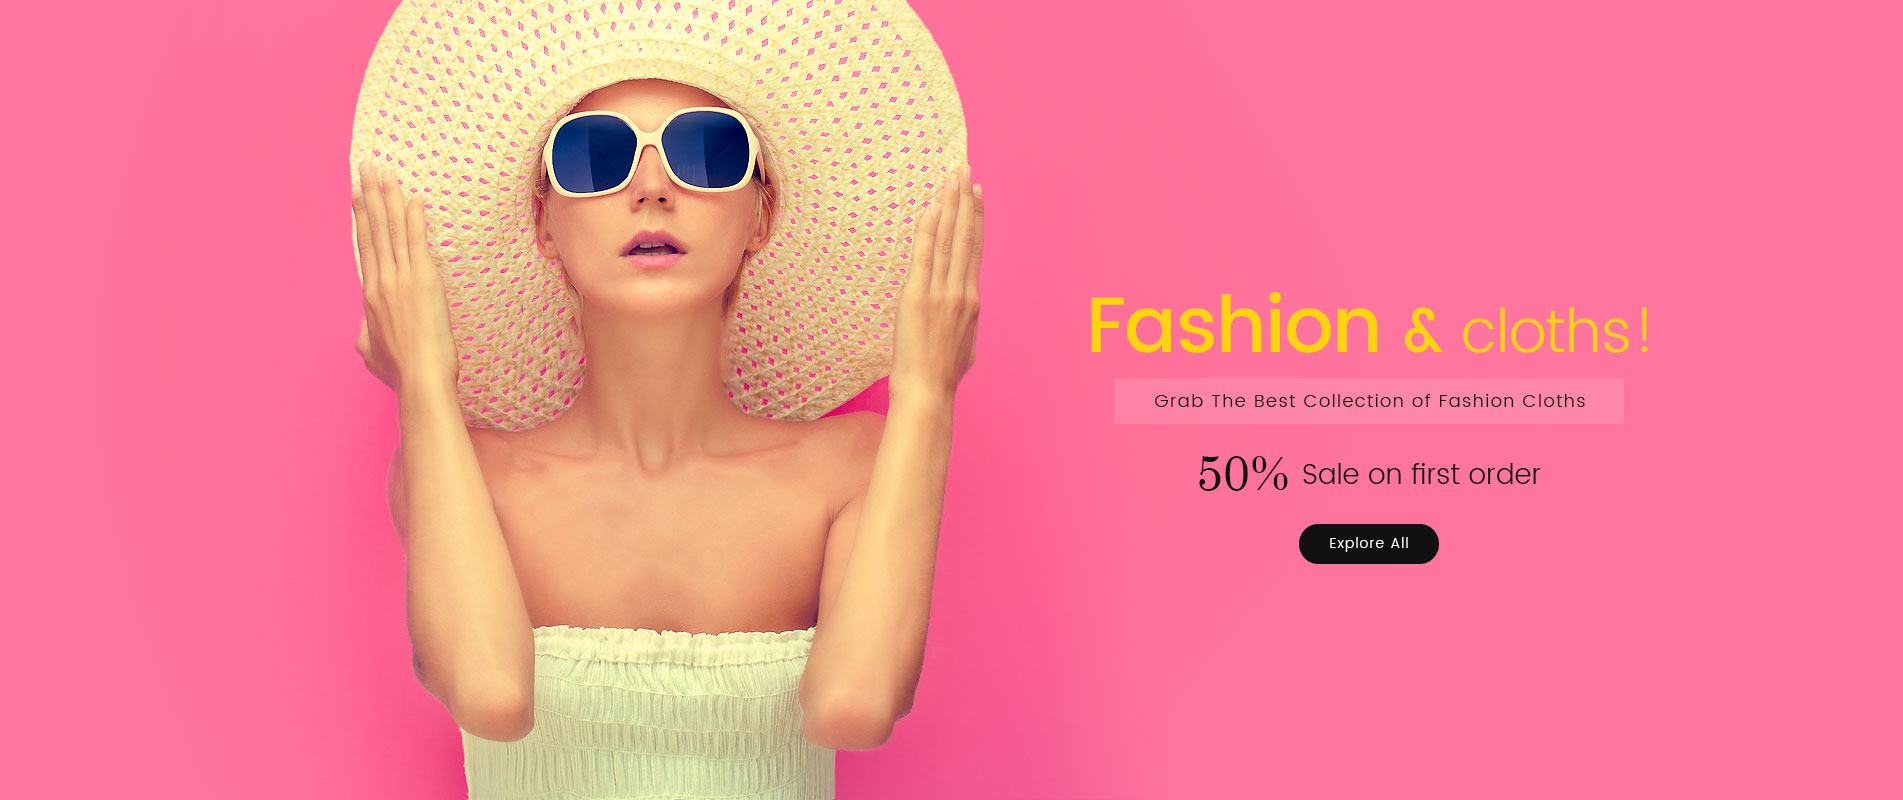 Fashion & cloths!
Grab The Best Collection of Fashion Cloths
50% Sale on first order
Explore All